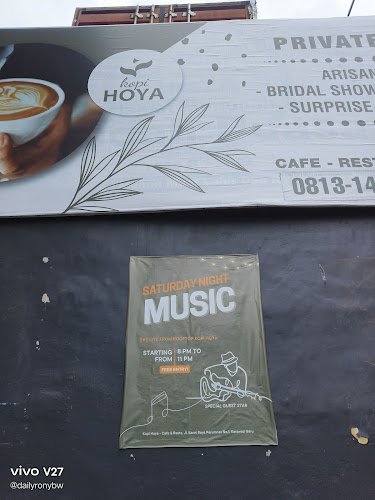 kopi
HOYA
PRIVATE
ARISAN
- BRIDAL SHOW
- SURPRISE
CAFE - REST
0813-14
SATURDAY NIGHT
MUSIC
STARTING
FROM
8 PM TO
11 PM
FREE ENTRY!
SPECIAL GUEST STAR
vivo V27
@dailyronybw